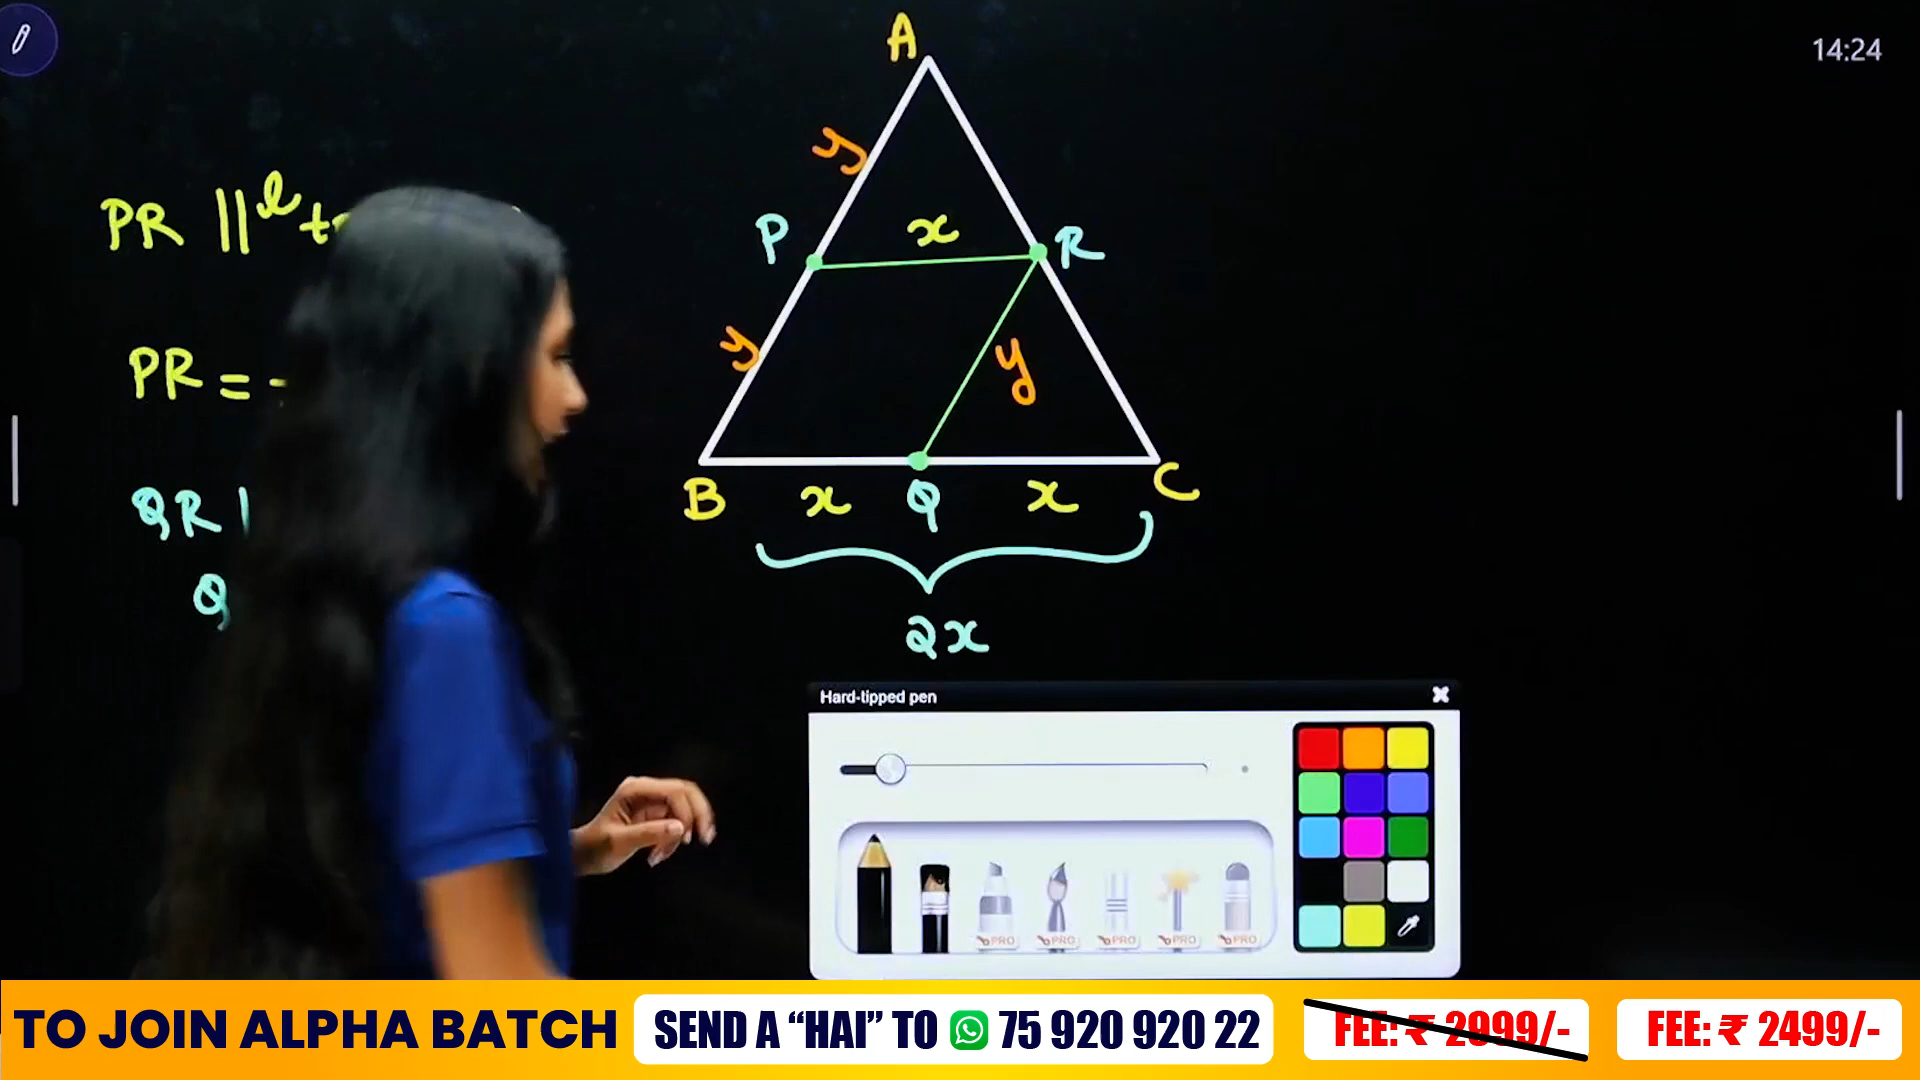 14:24
A
y
PR ||ˡᵉ
P
x
R
y
PR =
y
QR |
B
x
Q
x
C
Q
2x
Hard-tipped pen
PRO
PRO
PRO
PRO
PRO
TO JOIN ALPHA BATCH
SEND A “HAI” TO 75 920 920 22
FEE: ₹ 2999/-
FEE: ₹ 2499/-